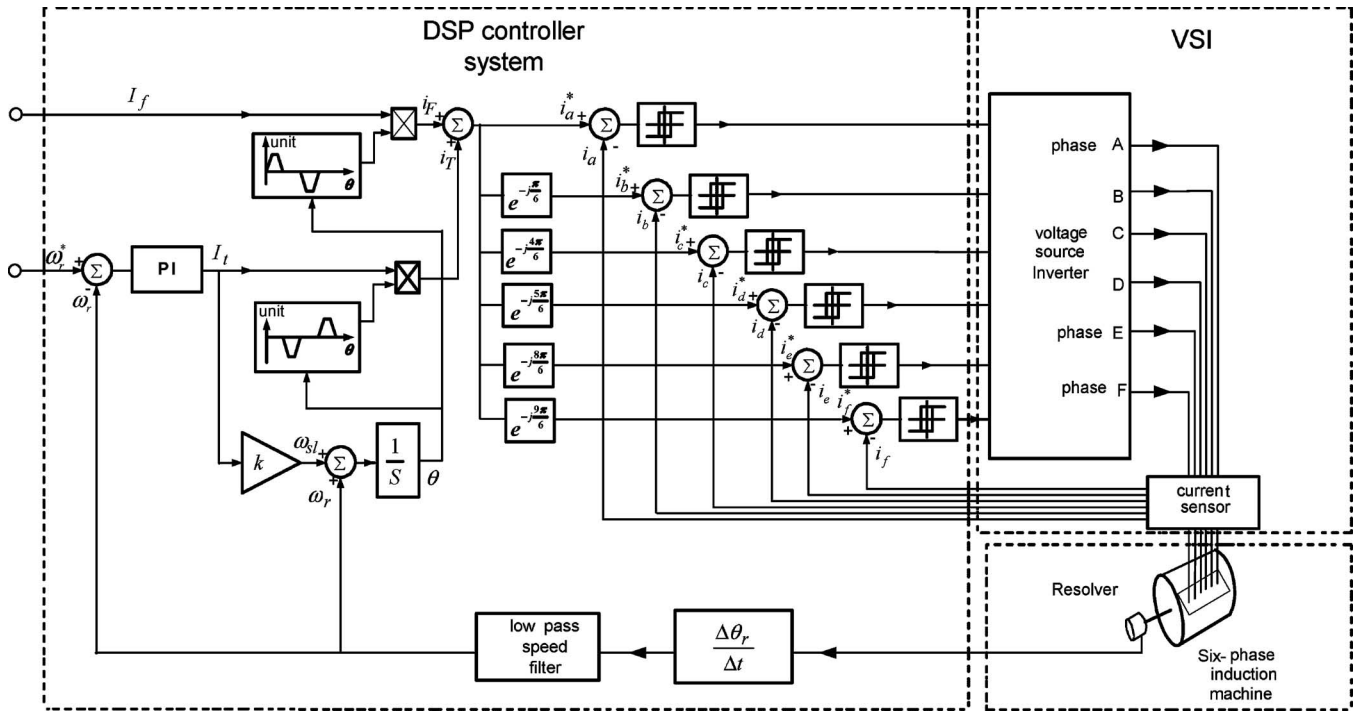 DSP controller
system
VSI
I_f
i_F +
Σ
+
i_T
i_a^* +
Σ
i_a -
unit
θ
e^{-jπ/6}
i_b^* +
Σ
i_b -
phase A
B
C
D
phase E
phase F
voltage
source
Inverter
ω_r^* +
Σ
ω_r -
PI
I_t
e^{-j4π/6}
i_c^* +
Σ
i_c -
unit
θ
e^{-j5π/6}
i_d^* +
Σ
i_d -
e^{-j8π/6}
i_e^*
+ Σ
i_e -
e^{-j9π/6}
i_f^*
+ Σ
i_f -
k
ω_sl +
Σ
ω_r +
1/S
θ
current
sensor
Resolver
low pass
speed
filter
Δθ_r/Δt
Six-phase
induction
machine